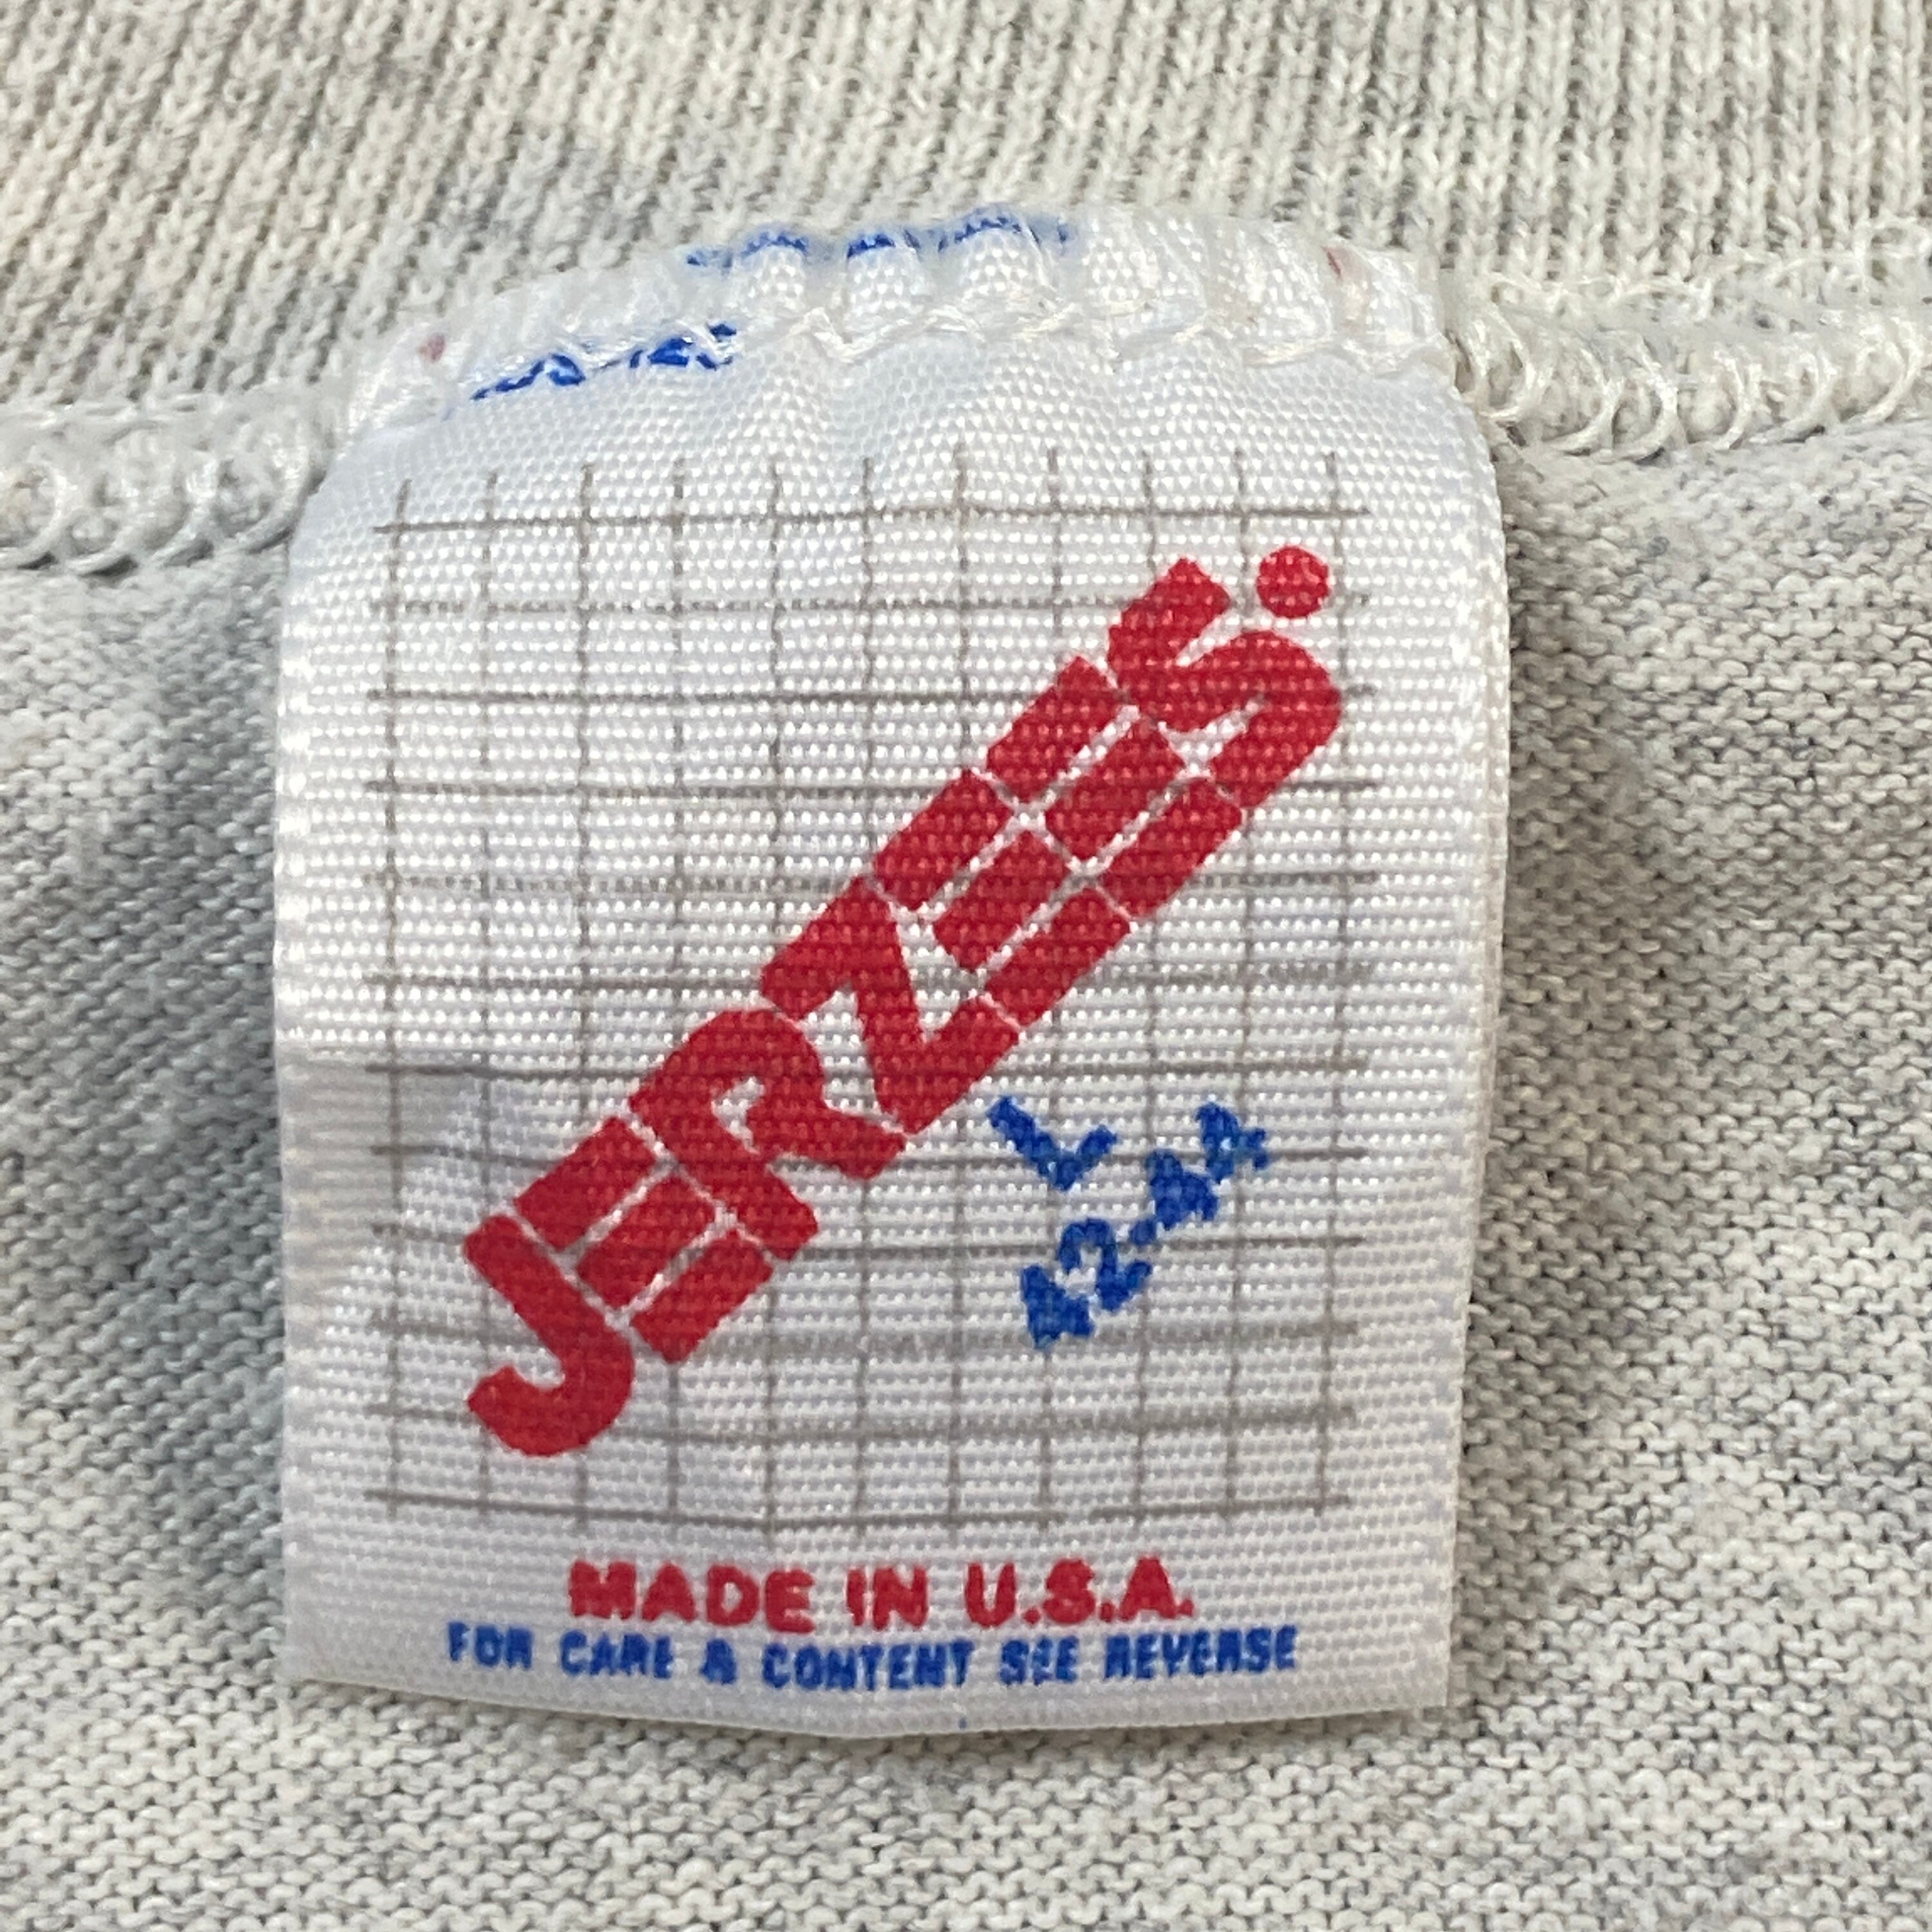 JERZEES.
L
42-44
MADE IN U.S.A.
FOR CARE & CONTENT SEE REVERSE